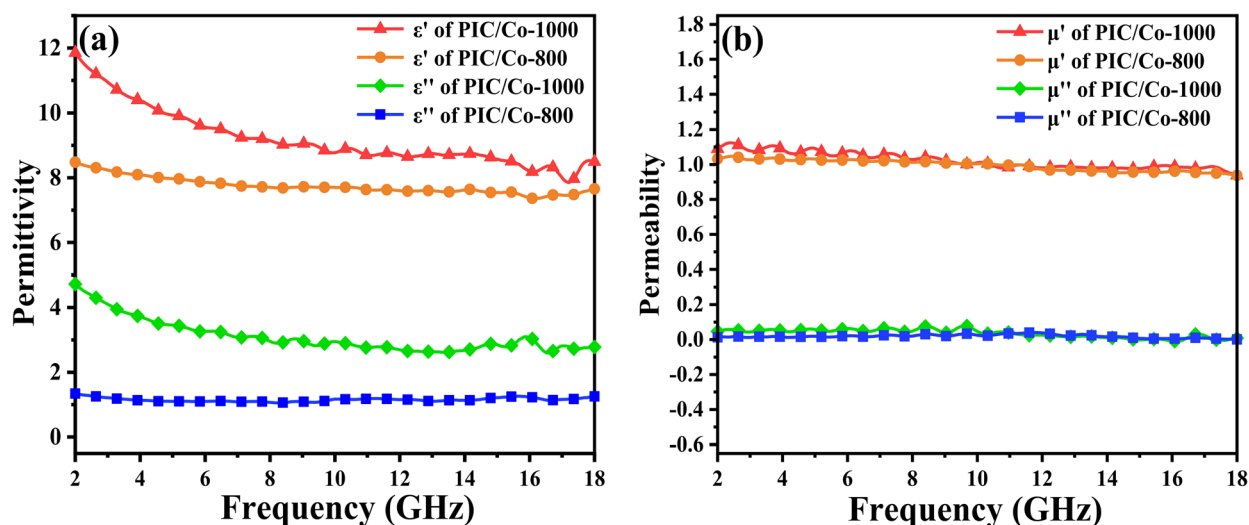 (a)
ε' of PIC/Co-1000
ε' of PIC/Co-800
ε'' of PIC/Co-1000
ε'' of PIC/Co-800
Permittivity
12
10
8
6
4
2
0
2 4 6 8 10 12 14 16 18
Frequency (GHz)
(b)
μ' of PIC/Co-1000
μ' of PIC/Co-800
μ'' of PIC/Co-1000
μ'' of PIC/Co-800
Permeability
1.8
1.6
1.4
1.2
1.0
0.8
0.6
0.4
0.2
0.0
-0.2
-0.4
-0.6
2 4 6 8 10 12 14 16 18
Frequency (GHz)